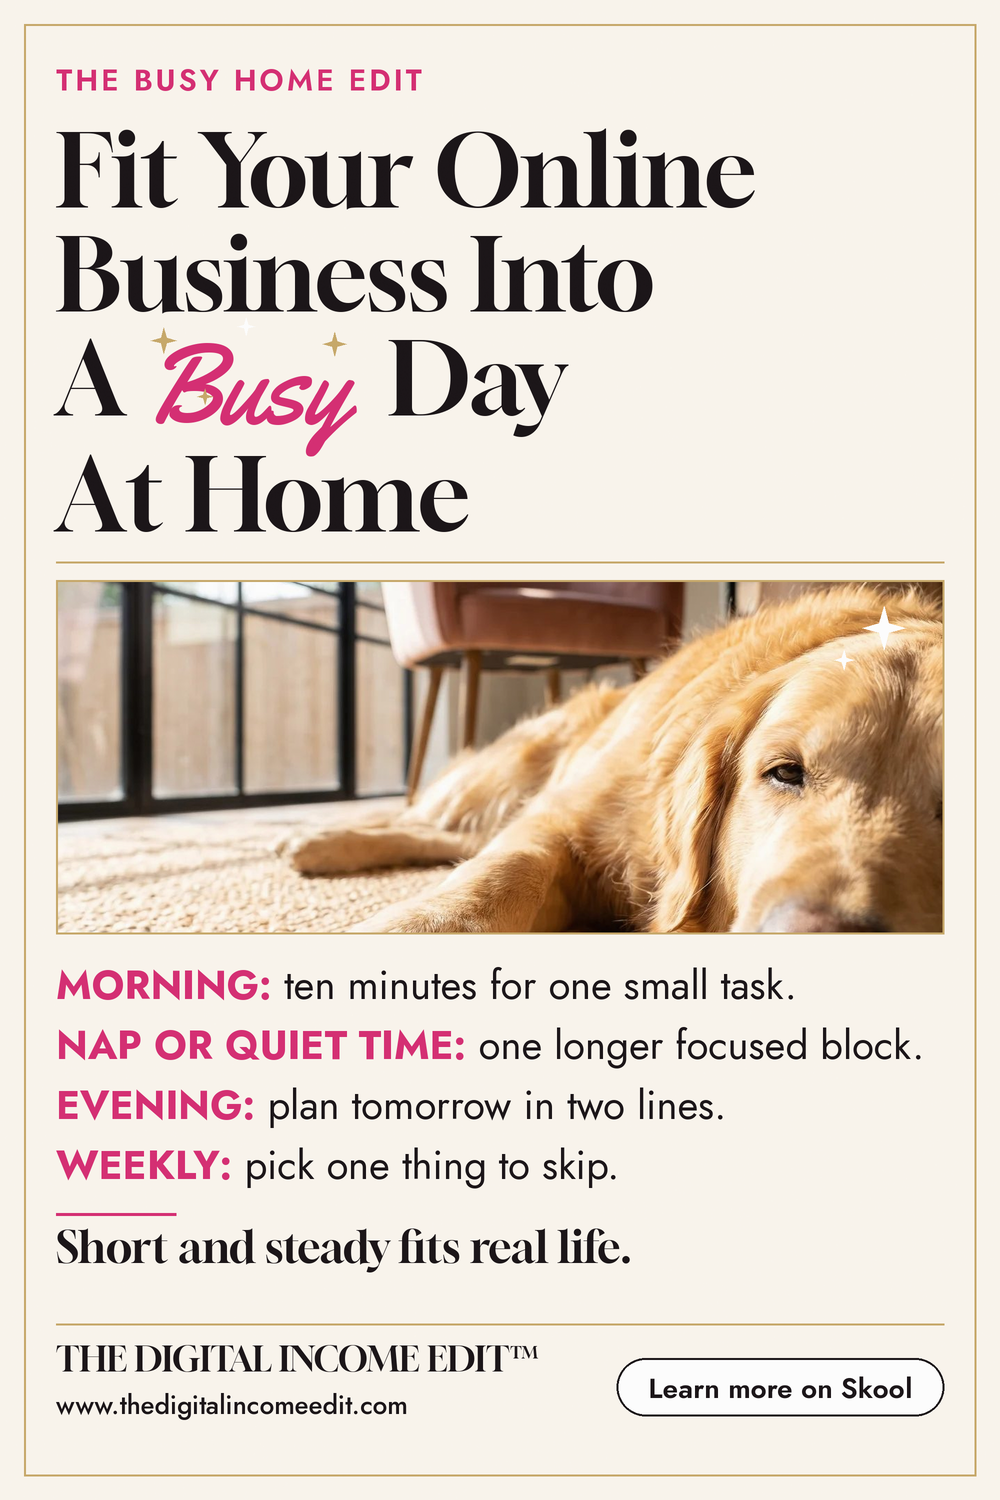 THE BUSY HOME EDIT
Fit Your Online
Business Into
A Busy Day
At Home
MORNING: ten minutes for one small task.
NAP OR QUIET TIME: one longer focused block.
EVENING: plan tomorrow in two lines.
WEEKLY: pick one thing to skip.
Short and steady fits real life.
THE DIGITAL INCOME EDIT™
www.thedigitalincomeedit.com
Learn more on Skool